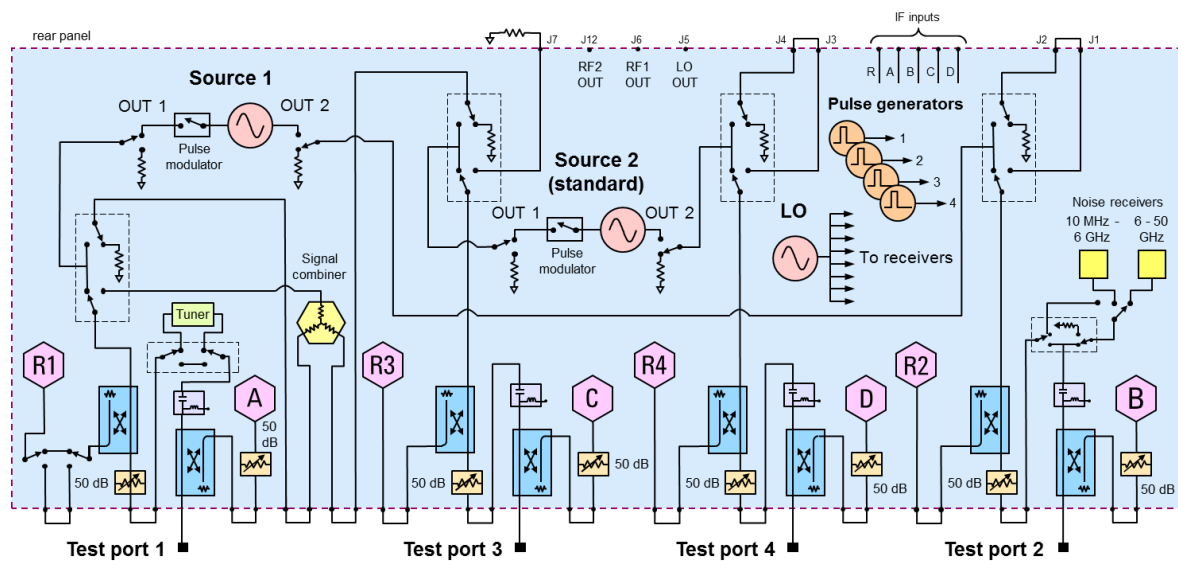 rear panel
J7
J12
J6
J5
J4
J3
IF inputs
J2
J1
RF2
OUT
RF1
OUT
LO
OUT
R
A
B
C
D
Source 1
OUT 1
OUT 2
Pulse
modulator
Pulse generators
1
2
3
4
Source 2
(standard)
OUT 1
OUT 2
Pulse
modulator
LO
To receivers
Noise receivers
10 MHz -
6 GHz
6 - 50
GHz
Signal
combiner
Tuner
R1
A
R3
C
R4
D
R2
B
50
dB
50 dB
50 dB
50 dB
50 dB
50 dB
50 dB
50
dB
Test port 1
Test port 3
Test port 4
Test port 2